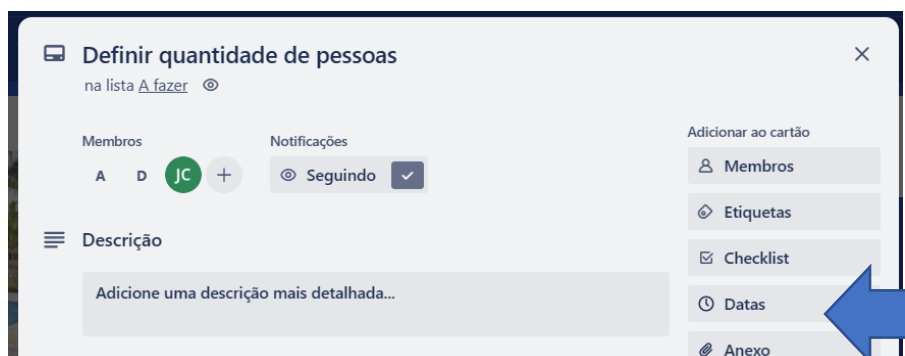 Definir quantidade de pessoas
na lista A fazer
Membros
Notificações
A D JC +
Seguindo
Descrição
Adicione uma descrição mais detalhada...
Adicionar ao cartão
Membros
Etiquetas
Checklist
Datas
Anexo